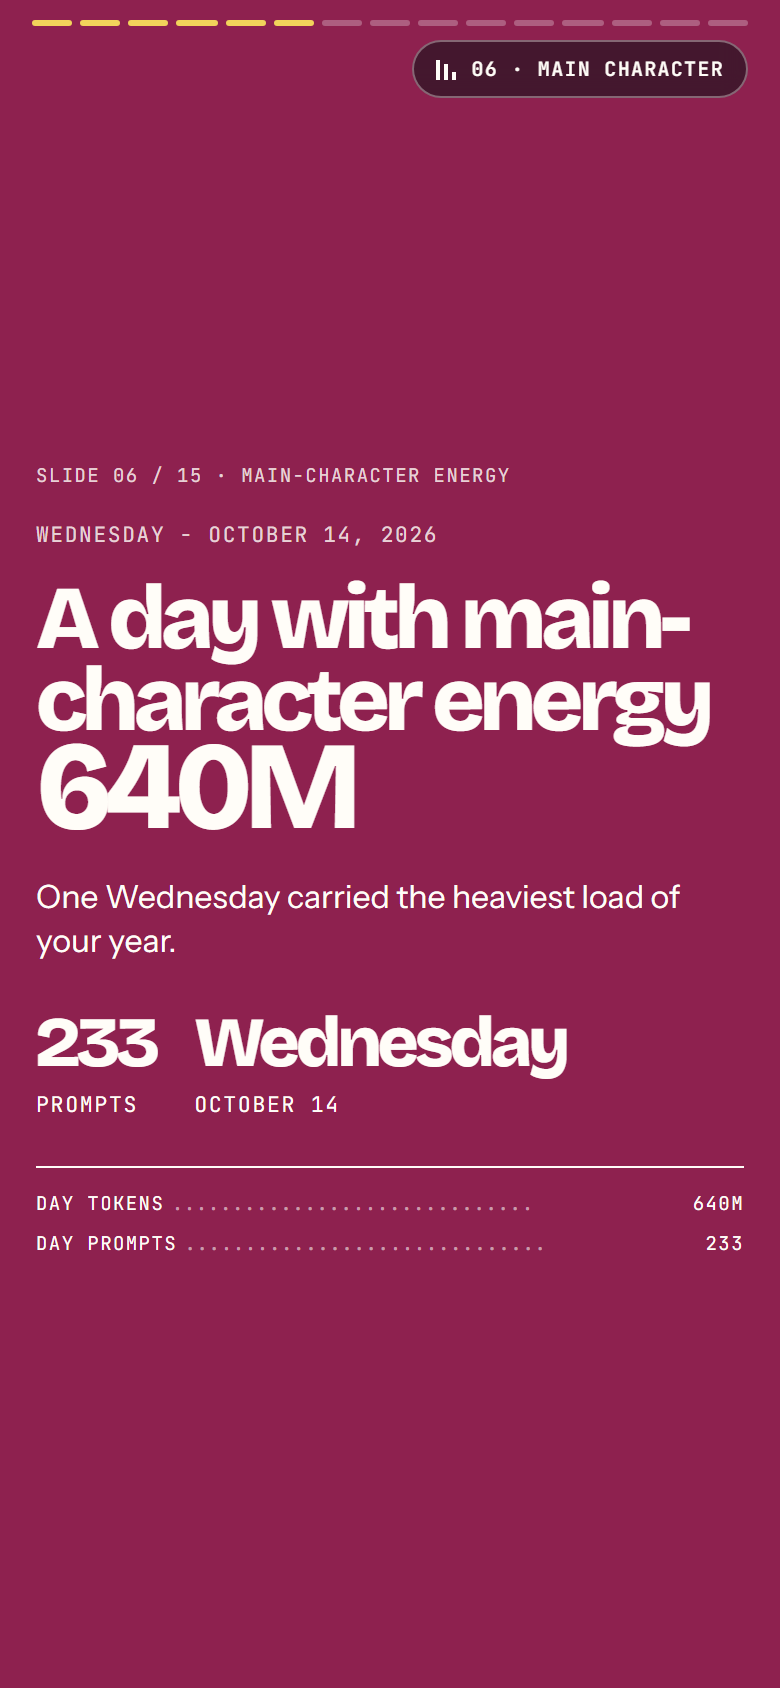 06 · MAIN CHARACTER
SLIDE 06 / 15 · MAIN-CHARACTER ENERGY
WEDNESDAY - OCTOBER 14, 2026
A day with main-
character energy
640M
One Wednesday carried the heaviest load of
your year.
233 Wednesday
PROMPTS OCTOBER 14
DAY TOKENS .............................. 640M
DAY PROMPTS .............................. 233